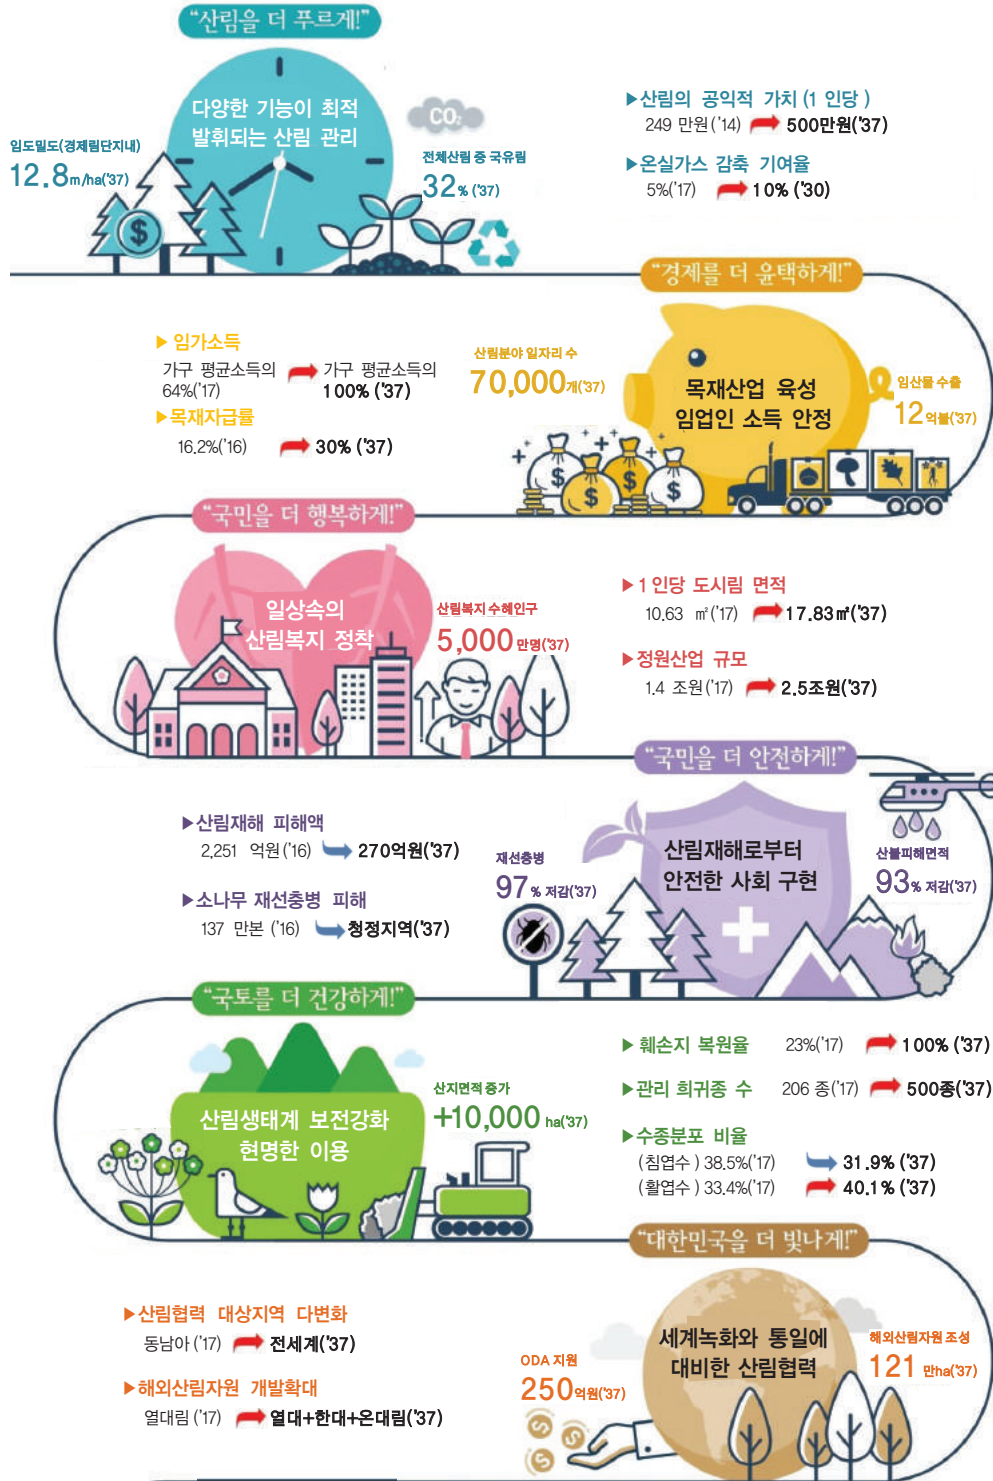 “산림을 더 푸르게!”
다양한 기능이 최적
발휘되는 산림 관리
CO₂
임도밀도(경제림단지내)
12.8m/ha('37)
전체산림 중 국유림
32% ('37)
$
▶산림의 공익적 가치 (1 인당 )
249 만원('14) 500만원('37)
▶온실가스 감축 기여율
5%('17) 10% ('30)
“경제를 더 윤택하게!”
▶ 임가소득
가구 평균소득의 가구 평균소득의
64%('17) 100% ('37)
▶목재자급률
16.2%('16) 30% ('37)
산림분야 일자리 수
70,000개('37)
목재산업 육성
임업인 소득 안정
임산물 수출
12억불('37)
$ $ $ $
“국민을 더 행복하게!”
일상속의
산림복지 정착
산림복지 수혜인구
5,000만명('37)
▶1 인당 도시림 면적
10.63 ㎡('17) 17.83㎡('37)
▶정원산업 규모
1.4 조원('17) 2.5조원('37)
“국민을 더 안전하게!”
▶산림재해 피해액
2,251 억원('16) 270억원('37)
▶소나무 재선충병 피해
137 만본 ('16) 청정지역('37)
재선충병
97% 저감('37)
산림재해로부터
안전한 사회 구현
산불피해면적
93% 저감('37)
“국토를 더 건강하게!”
산림생태계 보전강화
현명한 이용
산지면적 증가
+10,000 ha('37)
▶ 훼손지 복원율 23%('17) 100% ('37)
▶관리 희귀종 수 206 종('17) 500종('37)
▶수종분포 비율
(침엽수 ) 38.5%('17) 31.9% ('37)
(활엽수 ) 33.4%('17) 40.1% ('37)
“대한민국을 더 빛나게!”
▶산림협력 대상지역 다변화
동남아 ('17) 전세계('37)
▶해외산림자원 개발확대
열대림 ('17) 열대+한대+온대림('37)
ODA 지원
250억원('37)
세계녹화와 통일에
대비한 산림협력
해외산림자원 조성
121 만ha('37)
S S S